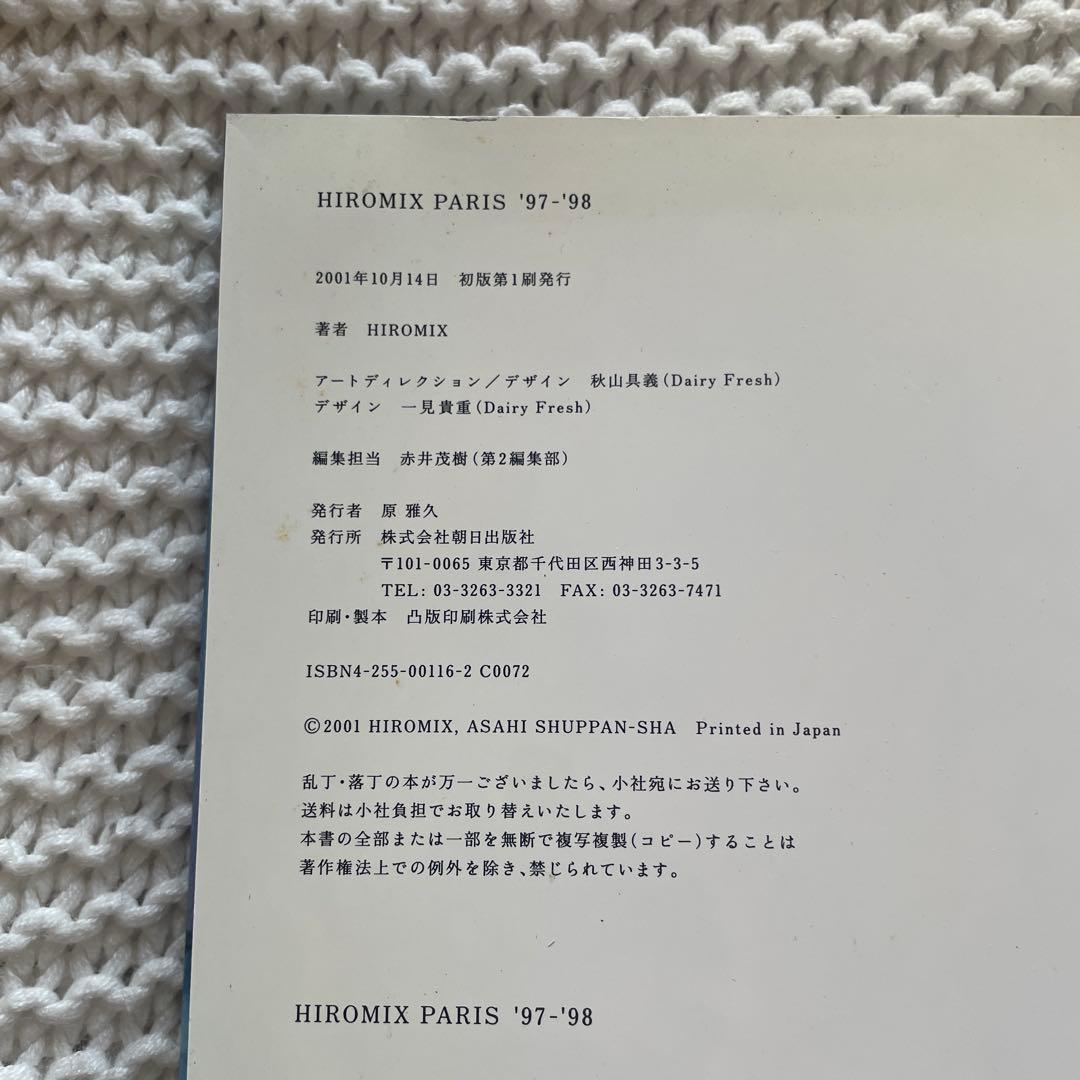 HIROMIX PARIS '97-'98
2001年10月14日　初版第1刷発行
著者　HIROMIX
アートディレクション／デザイン　秋山具義(Dairy Fresh)
デザイン　一見貴重(Dairy Fresh)
編集担当　赤井茂樹(第2編集部)
発行者　原 雅久
発行所　株式会社朝日出版社
〒101-0065 東京都千代田区西神田3-3-5
TEL: 03-3263-3321　FAX: 03-3263-7471
印刷・製本　凸版印刷株式会社
ISBN4-255-00116-2 C0072
©2001 HIROMIX, ASAHI SHUPPAN-SHA　Printed in Japan
乱丁・落丁の本が万一ございましたら、小社宛にお送り下さい。
送料は小社負担でお取り替えいたします。
本書の全部または一部を無断で複写複製(コピー)することは
著作権法上での例外を除き、禁じられています。
HIROMIX PARIS '97-'98